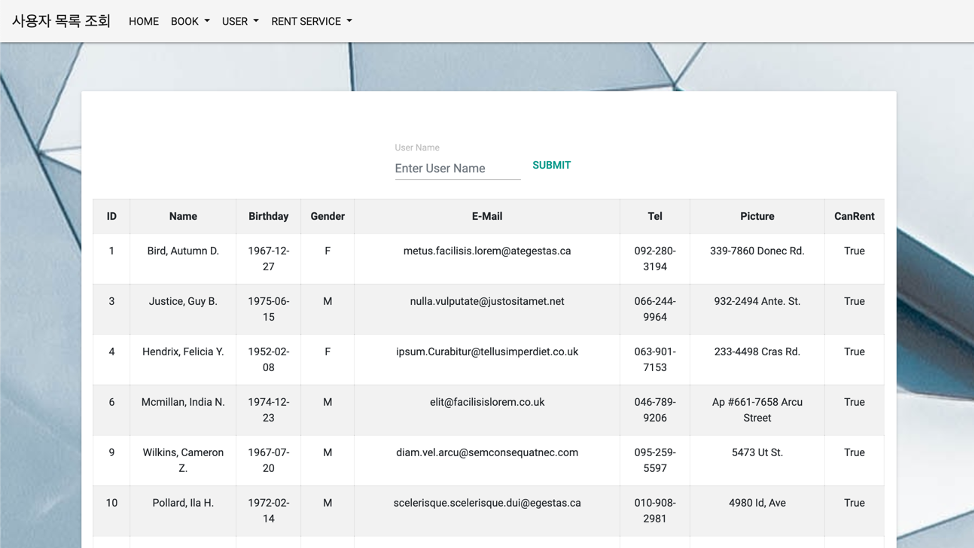 사용자 목록 조회 HOME BOOK USER RENT SERVICE
User Name
Enter User Name SUBMIT
ID Name Birthday Gender E-Mail Tel Picture CanRent
1 Bird, Autumn D. 1967-12- F metus.facilisis.lorem@ategestas.ca 092-280- 339-7860 Donec Rd. True
27 3194
3 Justice, Guy B. 1975-06- M nulla.vulputate@justositamet.net 066-244- 932-2494 Ante. St. True
15 9964
4 Hendrix, Felicia Y. 1952-02- F ipsum.Curabitur@tellusimperdiet.co.uk 063-901- 233-4498 Cras Rd. True
08 7153
6 Mcmillan, India N. 1974-12- M elit@facilisislorem.co.uk 046-789- Ap #661-7658 Arcu True
23 9206 Street
9 Wilkins, Cameron 1967-07- M diam.vel.arcu@semconsequatnec.com 095-259- 5473 Ut St. True
Z. 20 5597
10 Pollard, Ila H. 1972-02- M scelerisque.scelerisque.dui@egestas.ca 010-908- 4980 Id, Ave True
14 2981